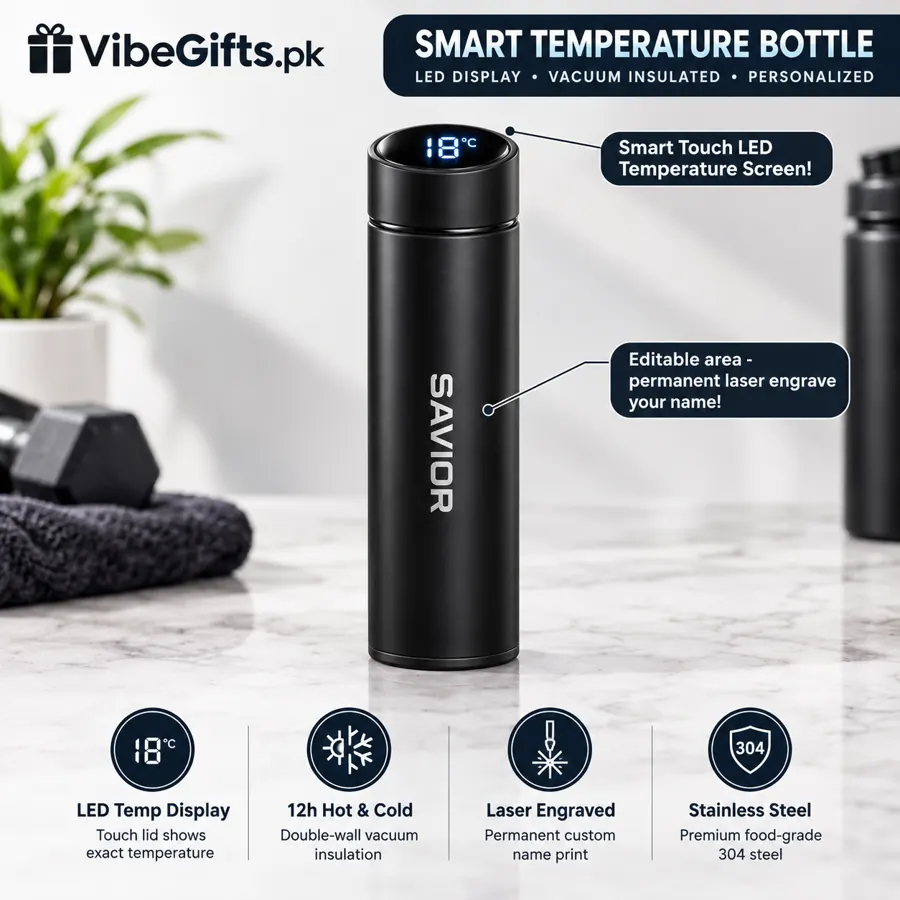 VibeGifts.pk
SMART TEMPERATURE BOTTLE
LED DISPLAY • VACUUM INSULATED • PERSONALIZED
18°C
Smart Touch LED
Temperature Screen!
Editable area -
permanent laser engrave
your name!
SAVIOR
18°C
LED Temp Display
Touch lid shows
exact temperature
12h Hot & Cold
Double-wall vacuum
insulation
Laser Engraved
Permanent custom
name print
304
Stainless Steel
Premium food-grade
304 steel